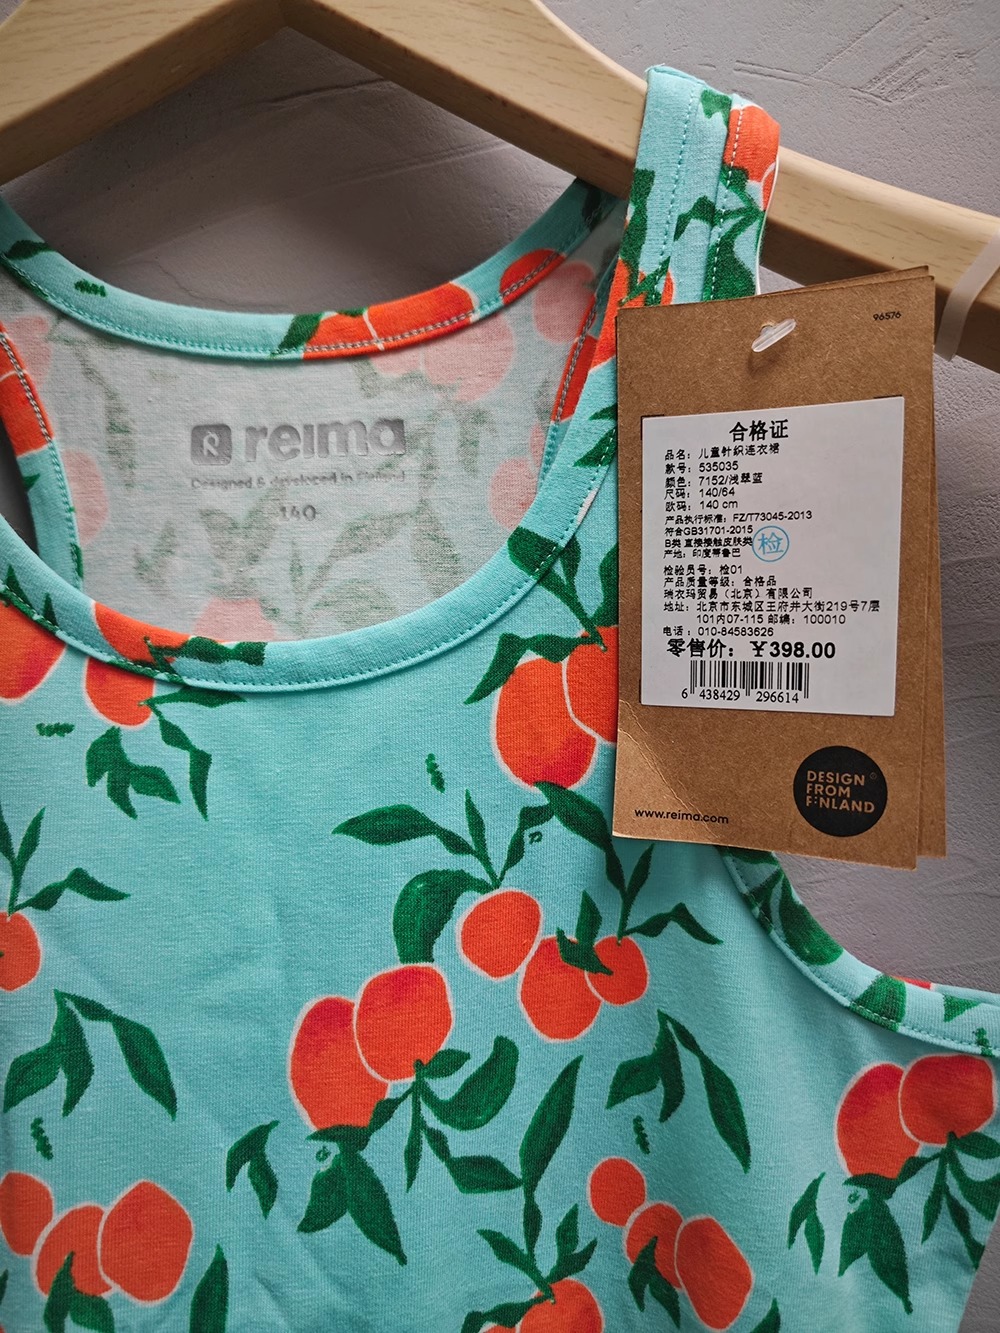 reima
Designed & developed in Finland
140
96576
合格证
品名: 儿童针织连衣裙
款号: 535035
颜色: 7152/浅翠蓝
尺码: 140/64
欧码: 140 cm
产品执行标准: FZ/T73045-2013
符合GB31701-2015
B类 直接接触皮肤类
检
产地: 印度蒂鲁巴
检验员号: 检01
产品质量等级: 合格品
瑞衣玛贸易（北京）有限公司
地址: 北京市东城区王府井大街219号7层
101内07-115 邮编: 100010
电话: 010-84583626
零售价: ￥398.00
6 438429 296614
DESIGN
FROM
FINLAND
www.reima.com